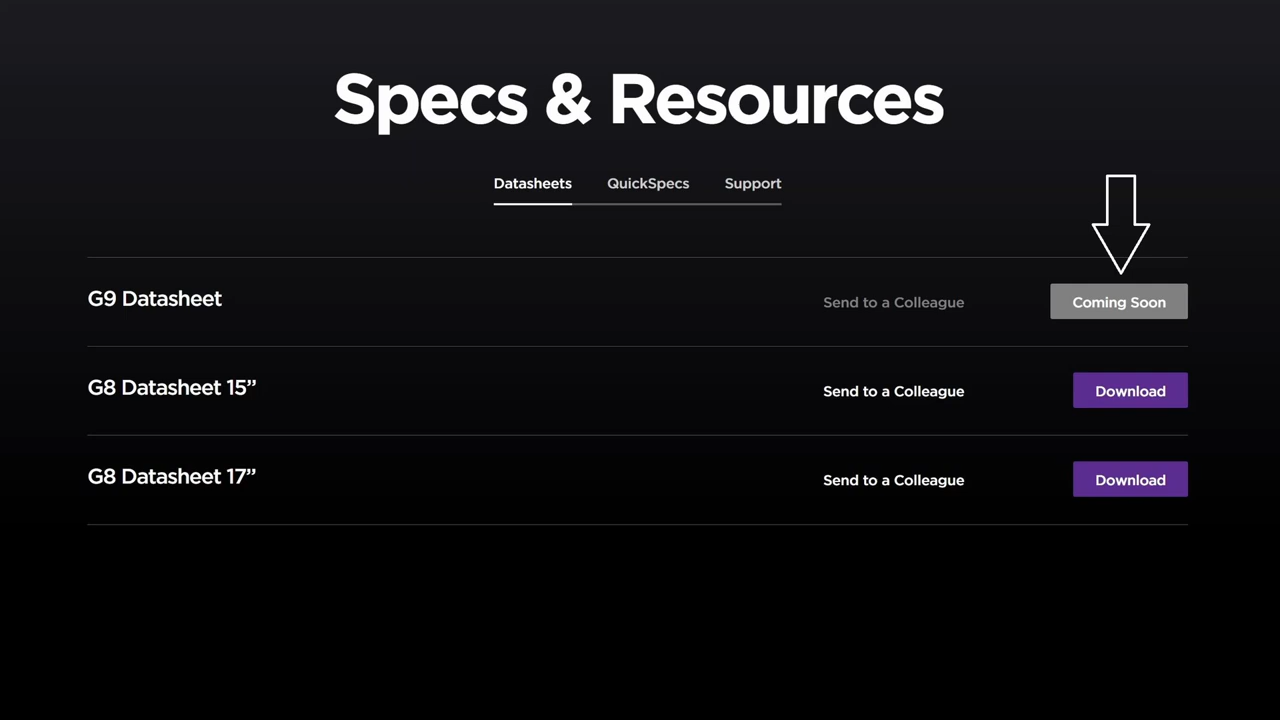 Specs & Resources
Datasheets QuickSpecs Support
G9 Datasheet Send to a Colleague Coming Soon
G8 Datasheet 15” Send to a Colleague Download
G8 Datasheet 17” Send to a Colleague Download